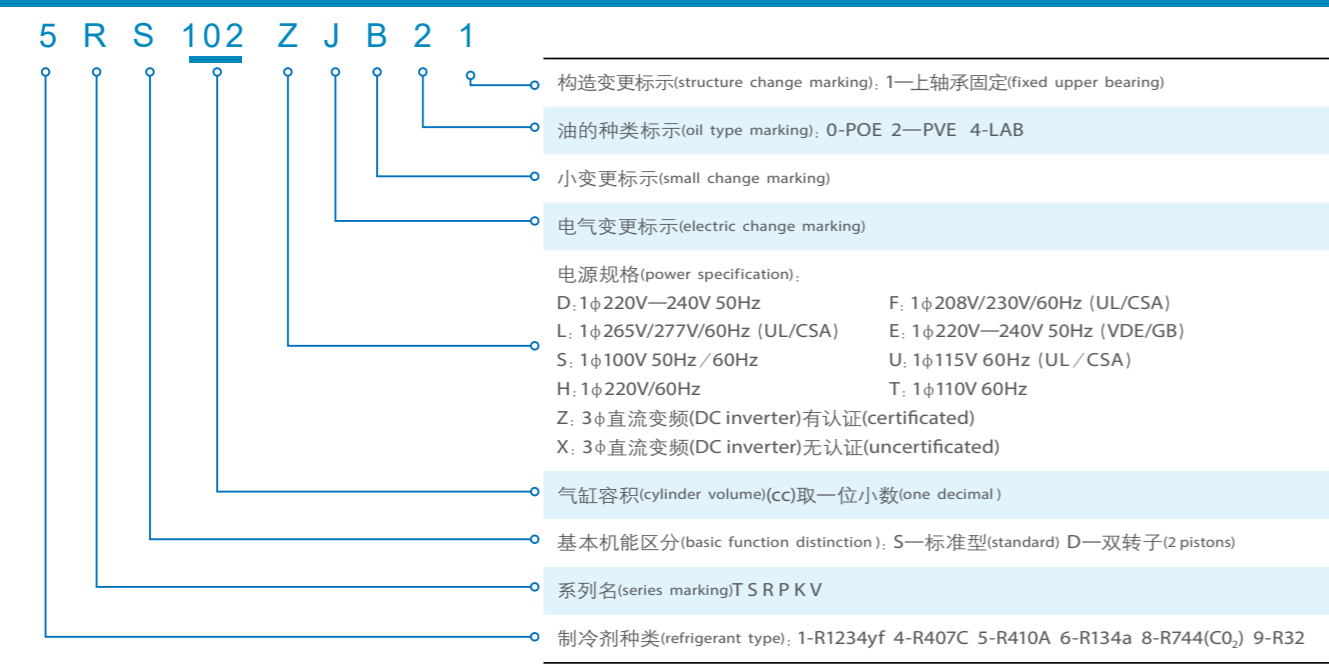 5 R S 102 Z J B 2 1
构造变更标示(structure change marking): 1—上轴承固定(fixed upper bearing)
油的种类标示(oil type marking): 0-POE 2—PVE 4-LAB
小变更标示(small change marking)
电气变更标示(electric change marking)
电源规格(power specification):
D:1ϕ220V—240V 50Hz F: 1ϕ208V/230V/60Hz (UL/CSA)
L: 1ϕ265V/277V/60Hz (UL/CSA) E: 1ϕ220V—240V 50Hz (VDE/GB)
S: 1ϕ100V 50Hz/60Hz U: 1ϕ115V 60Hz (UL/CSA)
H:1ϕ220V/60Hz T: 1ϕ110V 60Hz
Z: 3ϕ直流变频(DC inverter)有认证(certificated)
X: 3ϕ直流变频(DC inverter)无认证(uncertificated)
气缸容积(cylinder volume)(cc)取一位小数(one decimal)
基本机能区分(basic function distinction): S—标准型(standard) D—双转子(2 pistons)
系列名(series marking)T S R P K V
制冷剂种类(refrigerant type): 1-R1234yf 4-R407C 5-R410A 6-R134a 8-R744(C0₂) 9-R32